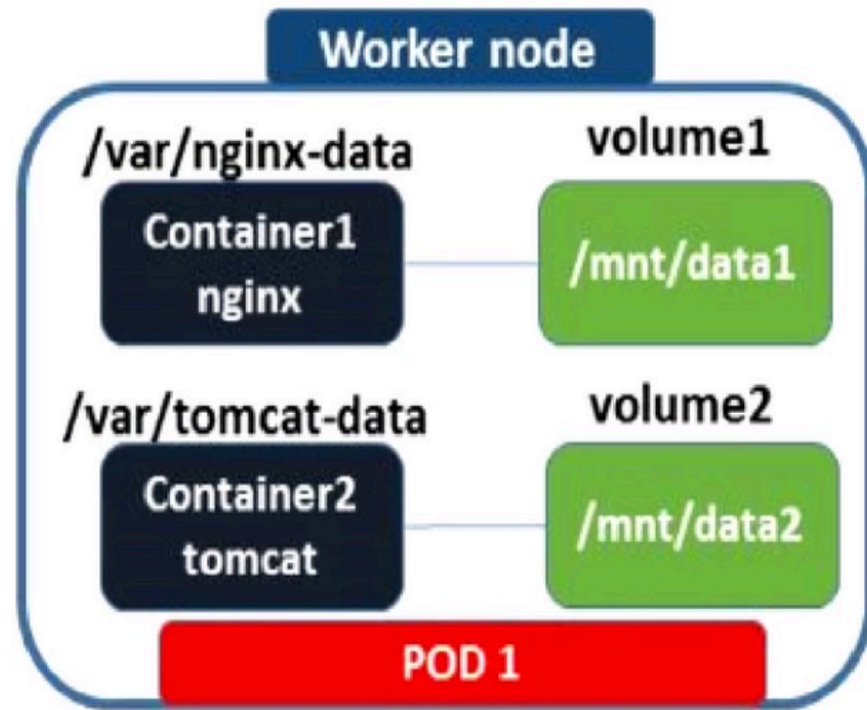 Worker node
/var/nginx-data
volume1
Container1
nginx
/mnt/data1
/var/tomcat-data
volume2
Container2
tomcat
/mnt/data2
POD 1